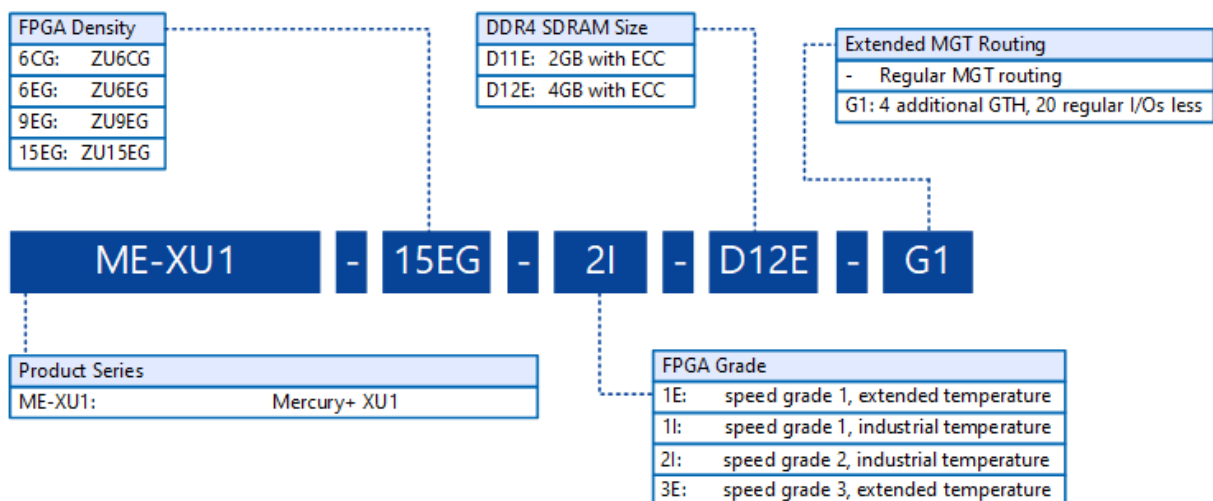 FPGA Density
6CG: ZU6CG
6EG: ZU6EG
9EG: ZU9EG
15EG: ZU15EG
DDR4 SDRAM Size
D11E: 2GB with ECC
D12E: 4GB with ECC
Extended MGT Routing
- Regular MGT routing
G1: 4 additional GTH, 20 regular I/Os less
ME-XU1 - 15EG - 2I - D12E - G1
Product Series
ME-XU1: Mercury+ XU1
FPGA Grade
1E: speed grade 1, extended temperature
1I: speed grade 1, industrial temperature
2I: speed grade 2, industrial temperature
3E: speed grade 3, extended temperature